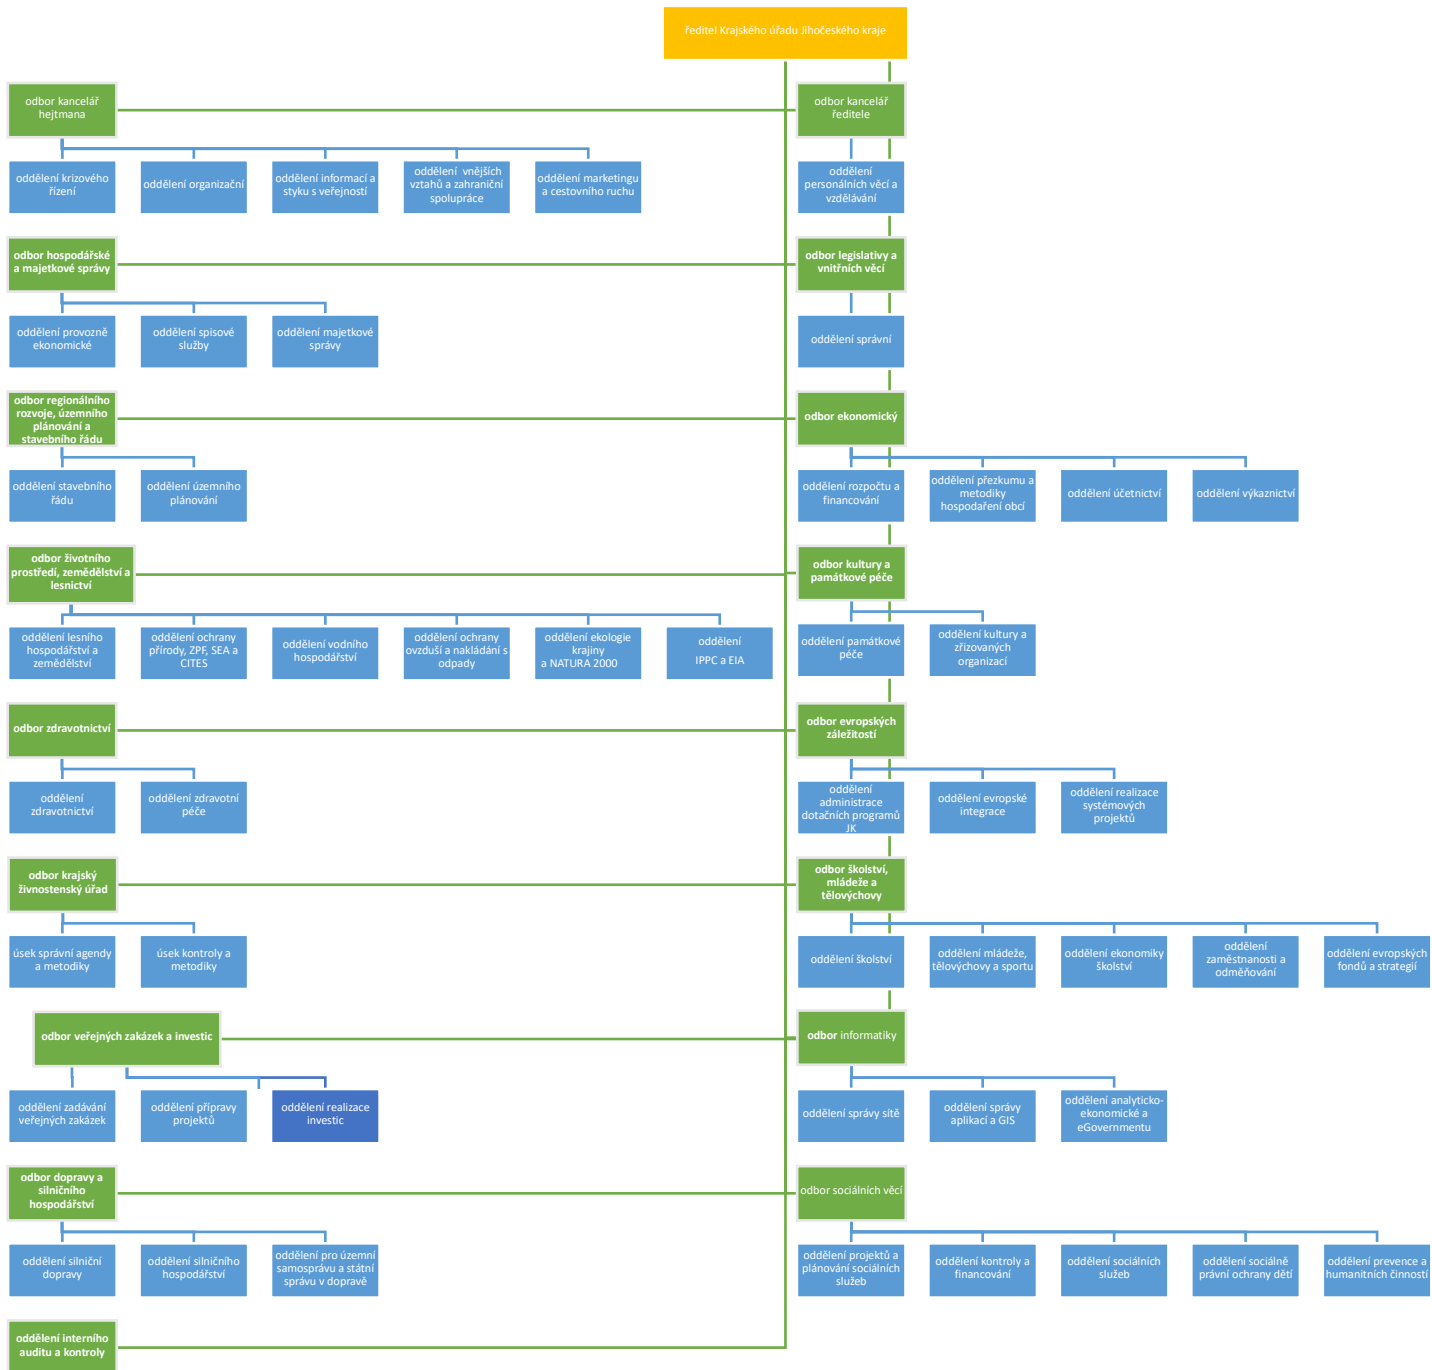 ředitel Krajského úřadu Jihočeského kraje
odbor kancelář
hejtmana
odbor kancelář
ředitele
oddělení krizového
řízení
oddělení organizační
oddělení informací a
styku s veřejností
oddělení vnějších
vztahů a zahraniční
spolupráce
oddělení marketingu
a cestovního ruchu
oddělení
personálních věcí a
vzdělávání
odbor hospodářské
a majetkové správy
odbor legislativy a
vnitřních věcí
oddělení provozně
ekonomické
oddělení spisové
služby
oddělení majetkové
správy
oddělení správní
odbor regionálního
rozvoje, územního
plánování a
stavebního řádu
odbor ekonomický
oddělení stavebního
řádu
oddělení územního
plánování
oddělení rozpočtu a
financování
oddělení přezkumu a
metodiky
hospodaření obcí
oddělení účetnictví
oddělení výkaznictví
odbor životního
prostředí, zemědělství a
lesnictví
odbor kultury a
památkové péče
oddělení lesního
hospodářství a
zemědělství
oddělení ochrany
přírody, ZPF, SEA a
CITES
oddělení vodního
hospodářství
oddělení ochrany
ovzduší a nakládání s
odpady
oddělení ekologie
krajiny
a NATURA 2000
oddělení
IPPC a EIA
oddělení památkové
péče
oddělení kultury a
zřizovaných
organizací
odbor zdravotnictví
odbor evropských
záležitostí
oddělení
zdravotnictví
oddělení zdravotní
péče
oddělení
administrace
dotačních programů
JK
oddělení evropské
integrace
oddělení realizace
systémových
projektů
odbor krajský
živnostenský úřad
odbor školství,
mládeže a
tělovýchovy
úsek správní agendy
a metodiky
úsek kontroly a
metodiky
oddělení školství
oddělení mládeže,
tělovýchovy a sportu
oddělení ekonomiky
školství
oddělení
zaměstnanosti a
odměňování
oddělení evropských
fondů a strategií
odbor veřejných zakázek a investic
odbor informatiky
oddělení zadávání
veřejných zakázek
oddělení přípravy
projektů
oddělení realizace
investic
oddělení správy sítě
oddělení správy
aplikací a GIS
oddělení analyticko-
ekonomické a
eGovernmentu
odbor dopravy a
silničního
hospodářství
odbor sociálních věcí
oddělení silniční
dopravy
oddělení silničního
hospodářství
oddělení pro územní
samosprávu a státní
správu v dopravě
oddělení projektů a
plánování sociálních
služeb
oddělení kontroly a
financování
oddělení sociálních
služeb
oddělení sociálně
právní ochrany dětí
oddělení prevence a
humanitních činností
oddělení interního
auditu a kontroly